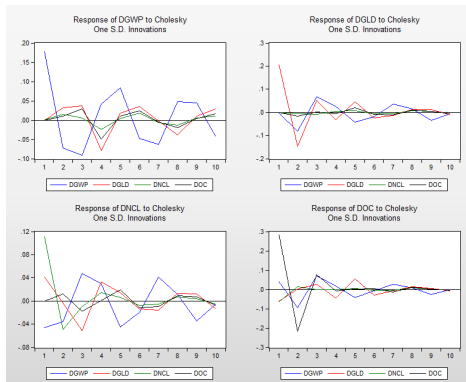 Response of DGWP to Cholesky
One S.D. Innovations
.20
.15
.10
.05
.00
-.05
-.10
1 2 3 4 5 6 7 8 9 10
DGWP DGLD DNCL DOC
Response of DGLD to Cholesky
One S.D. Innovations
.3
.2
.1
.0
-.1
-.2
1 2 3 4 5 6 7 8 9 10
DGWP DGLD DNCL DOC
Response of DNCL to Cholesky
One S.D. Innovations
.12
.08
.04
.00
-.04
-.08
1 2 3 4 5 6 7 8 9 10
DGWP DGLD DNCL DOC
Response of DOC to Cholesky
One S.D. Innovations
.3
.2
.1
.0
-.1
-.2
-.3
1 2 3 4 5 6 7 8 9 10
DGWP DGLD DNCL DOC